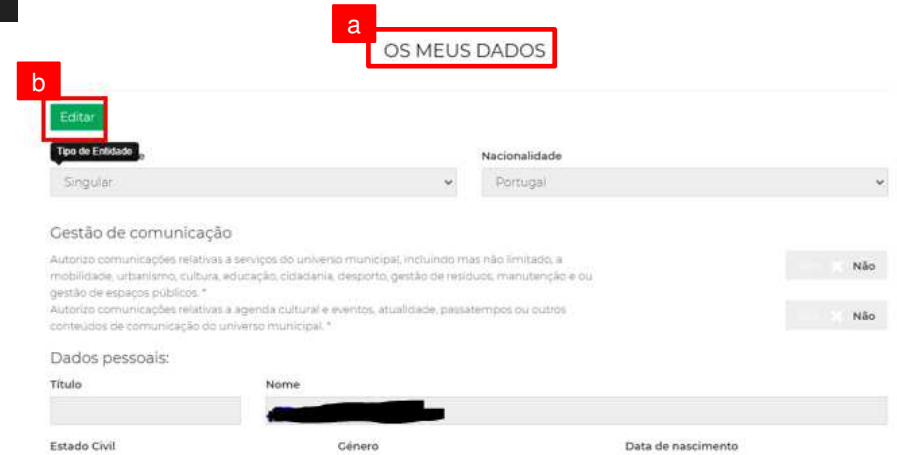 a
OS MEUS DADOS
b
Editar
Tipo de Entidade
Nacionalidade
Singular
Portugal
Gestão de comunicação
Autorizo comunicações relativas a serviços do universo municipal, incluindo mas não limitado, a
mobilidade, urbanismo, cultura, educação, cidadania, desporto, gestão de resíduos, manutenção e ou
gestão de espaços públicos. *
Não
Autorizo comunicações relativas a agenda cultural e eventos, atualidade, passatempos ou outros
conteúdos de comunicação do universo municipal. *
Não
Dados pessoais:
Título
Nome
Estado Civil
Género
Data de nascimento